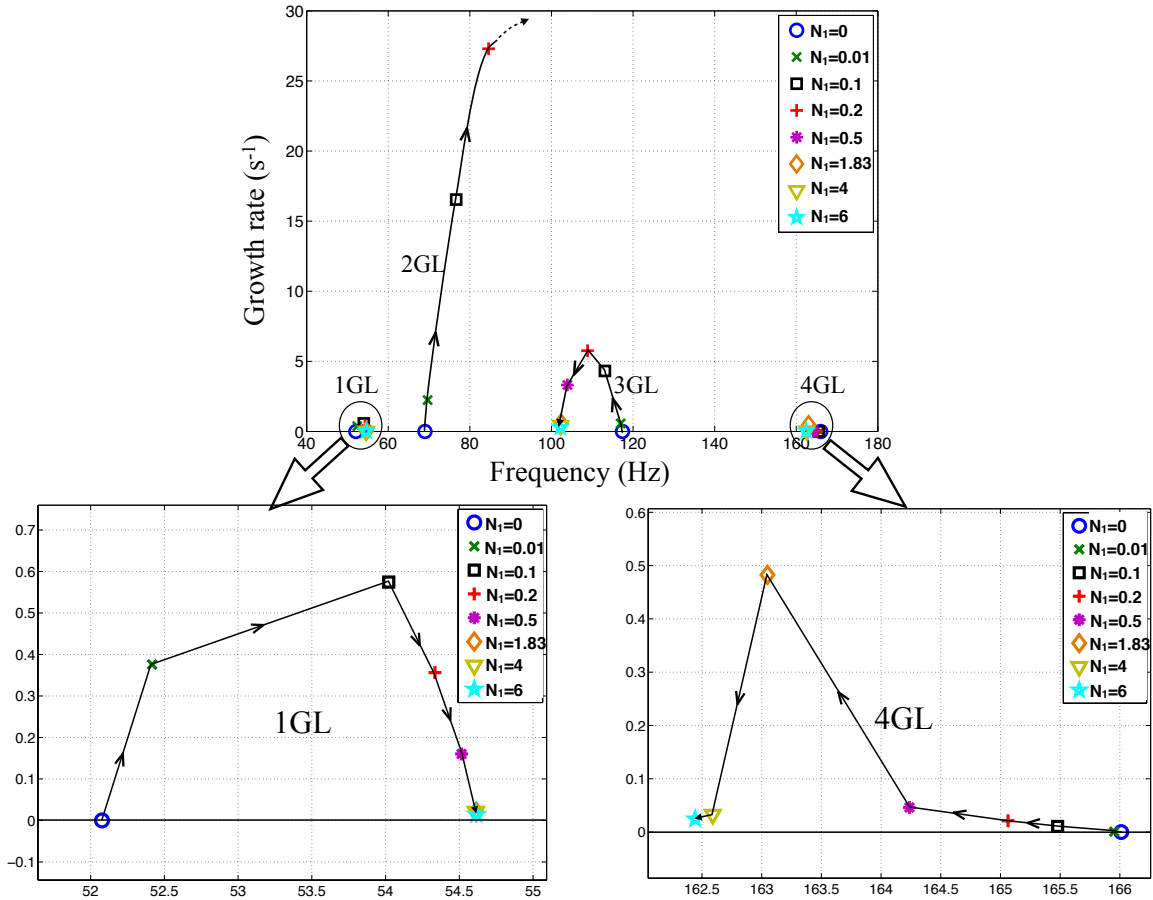 30
25
20
15
10
5
0
Growth rate (s-1)
40 60 80 100 120 140 160 180
Frequency (Hz)
1GL
2GL
3GL
4GL
N1=0
N1=0.01
N1=0.1
N1=0.2
N1=0.5
N1=1.83
N1=4
N1=6
0.7
0.6
0.5
0.4
0.3
0.2
0.1
0
−0.1
52 52.5 53 53.5 54 54.5 55
1GL
N1=0
N1=0.01
N1=0.1
N1=0.2
N1=0.5
N1=1.83
N1=4
N1=6
0.6
0.5
0.4
0.3
0.2
0.1
0
162.5 163 163.5 164 164.5 165 165.5 166
4GL
N1=0
N1=0.01
N1=0.1
N1=0.2
N1=0.5
N1=1.83
N1=4
N1=6